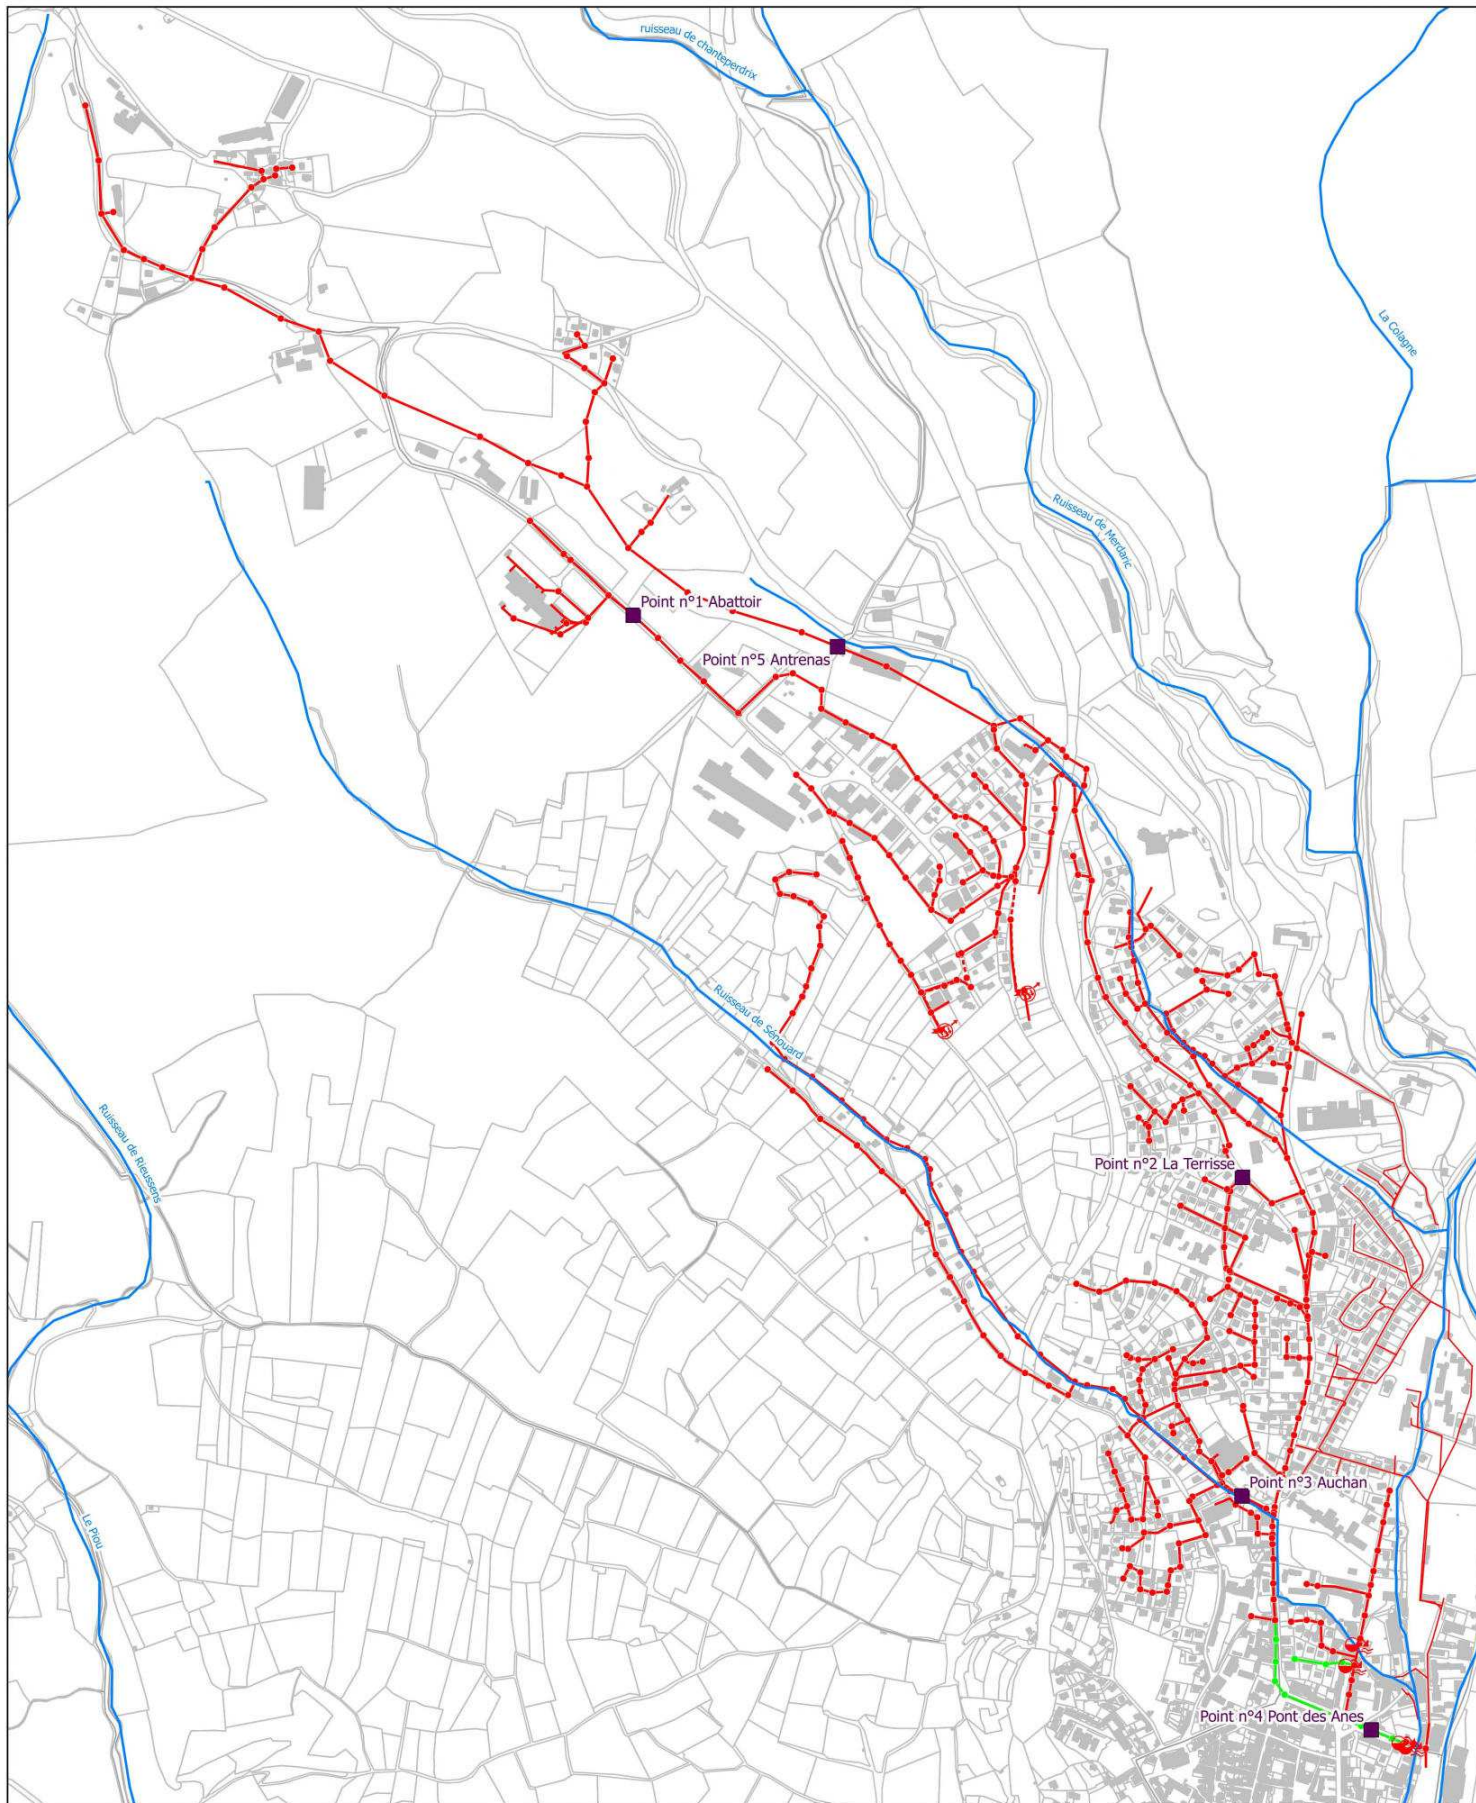 ruisseau de chanteperdrix
La Colagne
Ruisseau de Merdaric
Point n°1 Abattoir
Point n°5 Antrenas
Ruisseau de Sénouard
Ruisseau de Rieussens
Point n°2 La Terrisse
Point n°3 Auchan
Le Piou
Point n°4 Pont des Anes